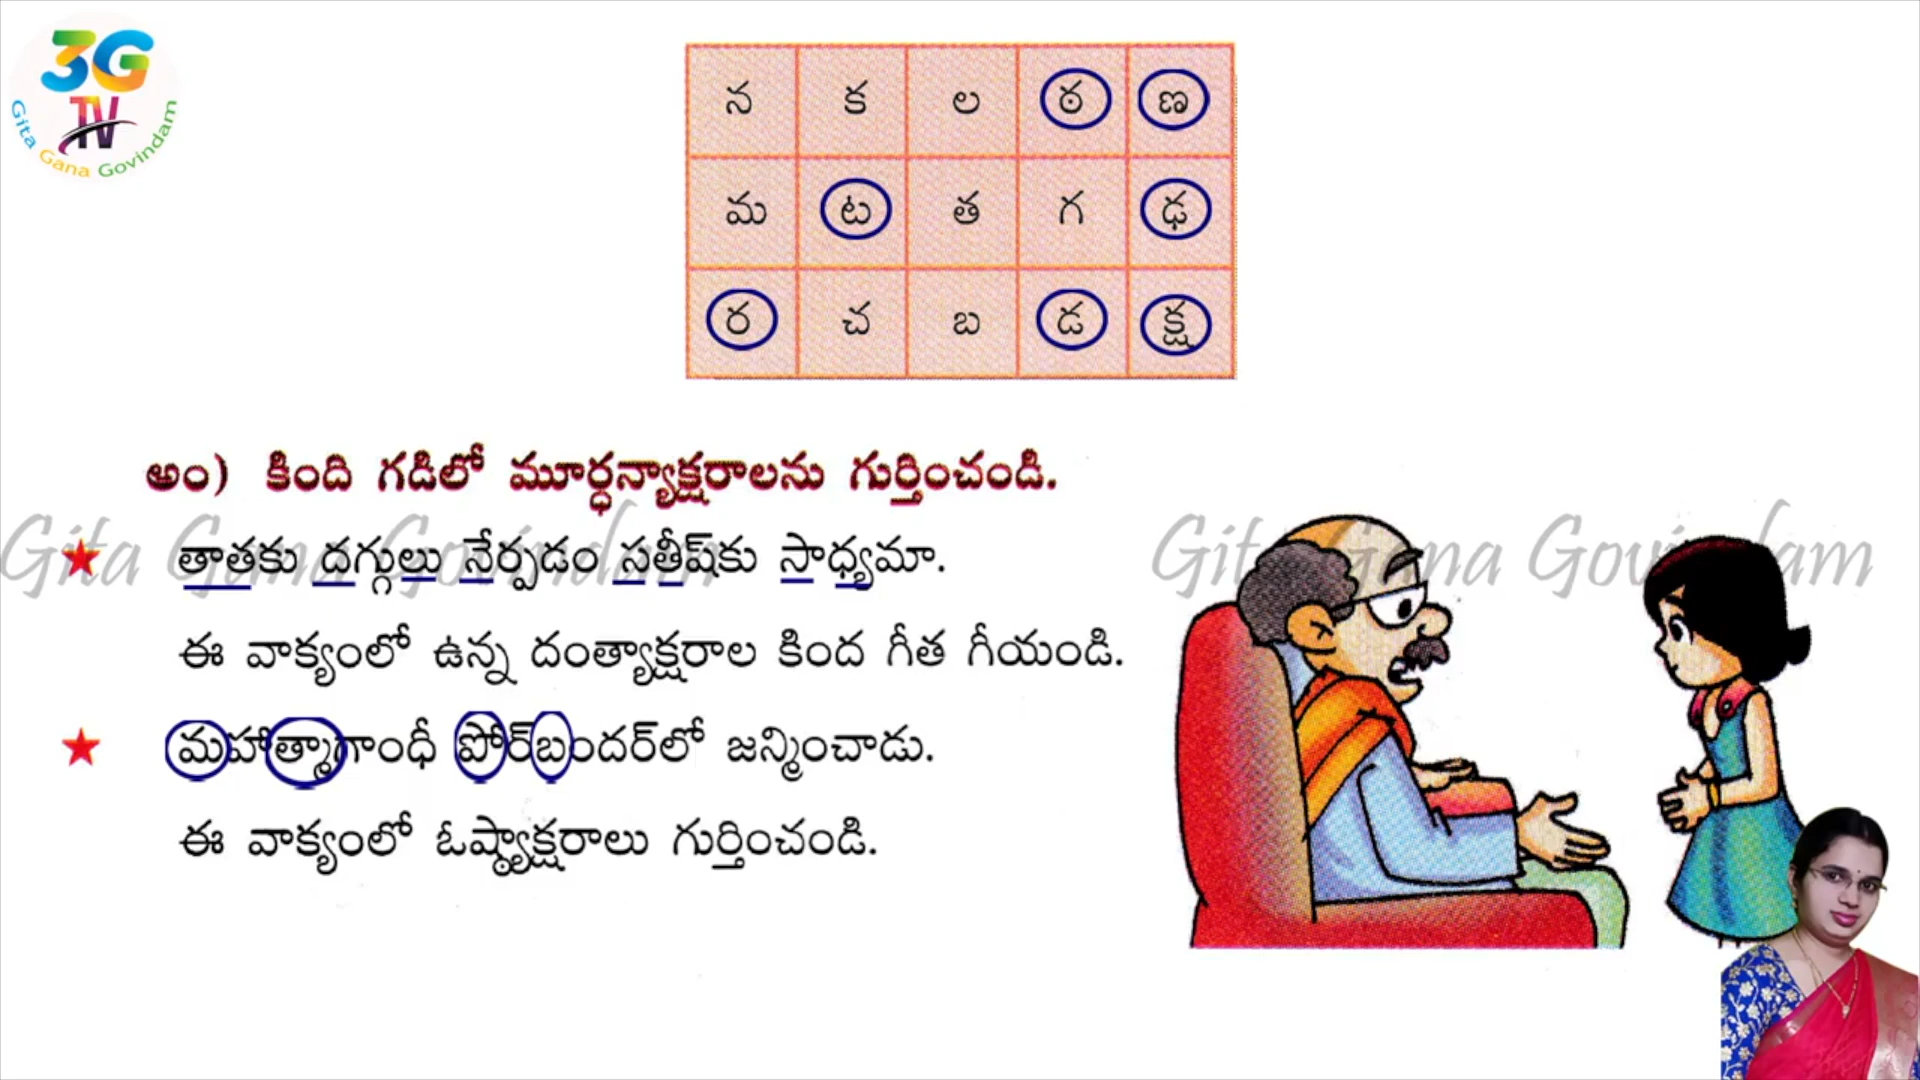 3G
TV
Gita Gana Govindam
న క ల ఠ ణ
మ ట త గ ఢ
ర చ బ డ క్ష
అం) కింది గడిలో మూర్ధన్యాక్షరాలను గుర్తించండి.
Gita Gana Govindam Gita Gana Govindam
తాతకు దగ్గులు నేర్పడం సతీష్‌కు సాధ్యమా.
ఈ వాక్యంలో ఉన్న దంత్యాక్షరాల కింద గీత గీయండి.
మహాత్మాగాంధీ పోర్‌బందర్‌లో జన్మించాడు.
ఈ వాక్యంలో ఓష్ఠ్యాక్షరాలు గుర్తించండి.